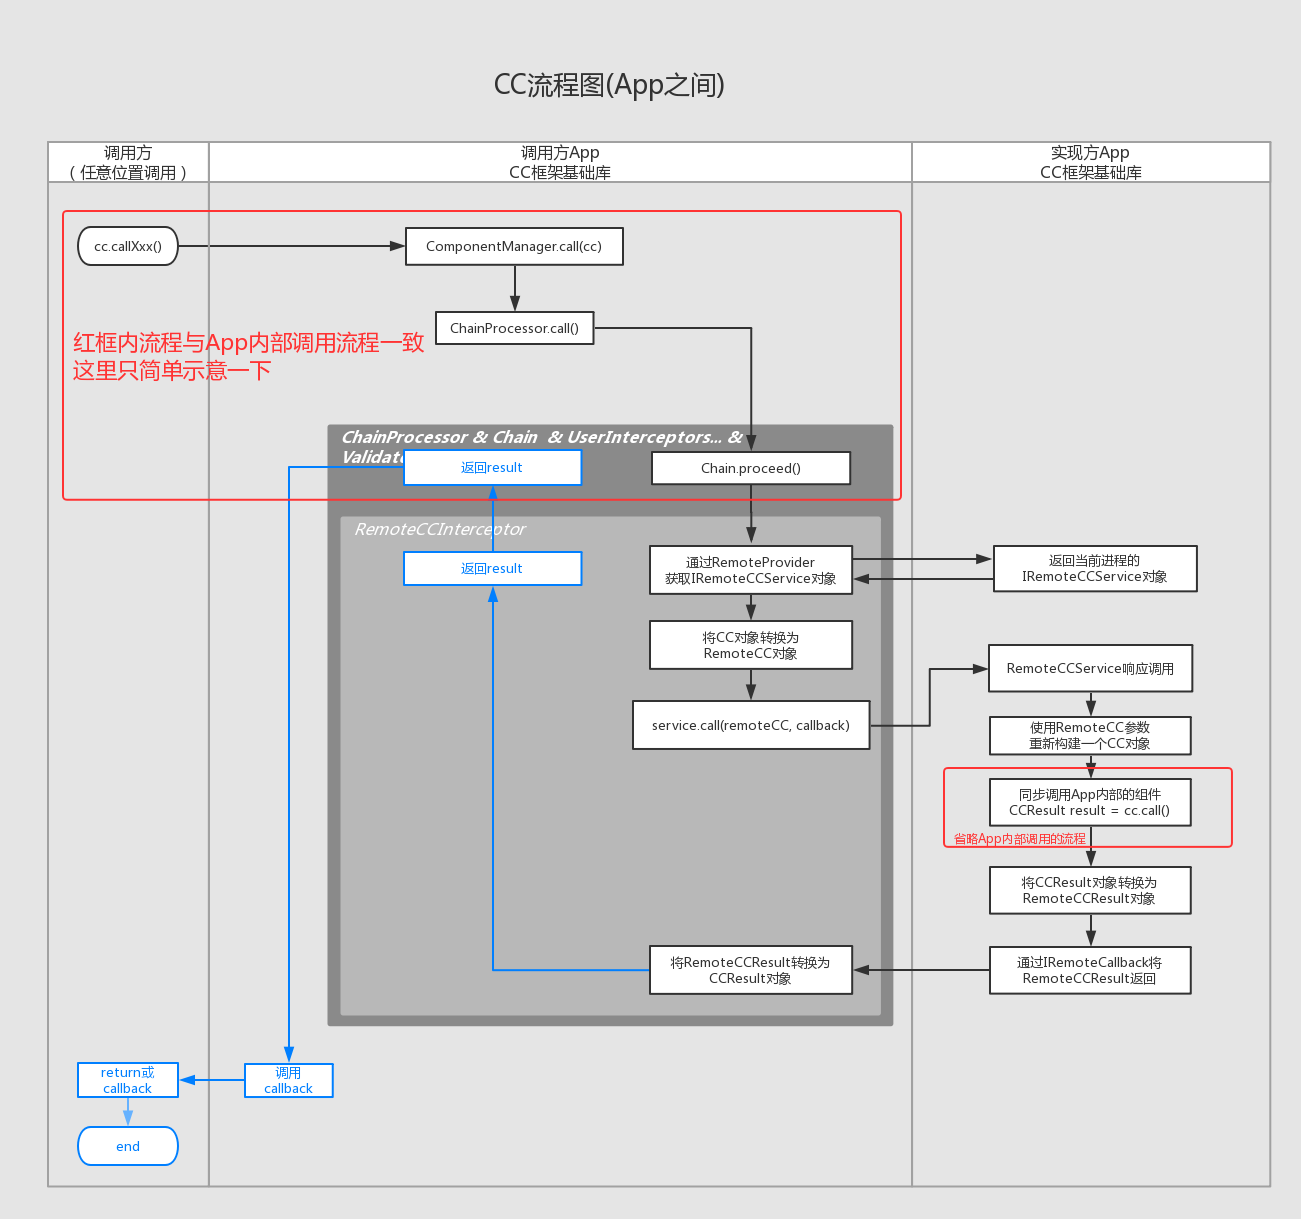 CC流程图(App之间)
调用方
（任意位置调用）
调用方App
CC框架基础库
实现方App
CC框架基础库
cc.callXxx()
ComponentManager.call(cc)
ChainProcessor.call()
红框内流程与App内部调用流程一致
这里只简单示意一下
ChainProcessor & Chain & UserInterceptors... &
Validate
返回result
Chain.proceed()
RemoteCCInterceptor
返回result
通过RemoteProvider
获取IRemoteCCService对象
返回当前进程的
IRemoteCCService对象
将CC对象转换为
RemoteCC对象
RemoteCCService响应调用
service.call(remoteCC, callback)
使用RemoteCC参数
重新构建一个CC对象
同步调用App内部的组件
CCResult result = cc.call()
省略App内部调用的流程
将CCResult对象转换为
RemoteCCResult对象
将RemoteCCResult转换为
CCResult对象
通过IRemoteCallback将
RemoteCCResult返回
return或
callback
调用
callback
end